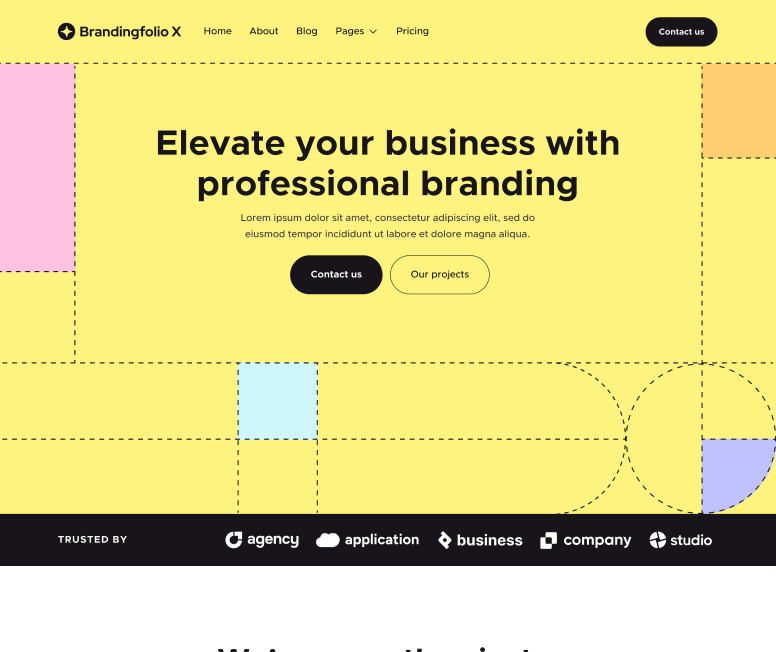 Brandingfolio X Home About Blog Pages Pricing Contact us
Elevate your business with
professional branding
Lorem ipsum dolor sit amet, consectetur adipiscing elit, sed do
eiusmod tempor incididunt ut labore et dolore magna aliqua.
Contact us Our projects
TRUSTED BY agency application business company studio